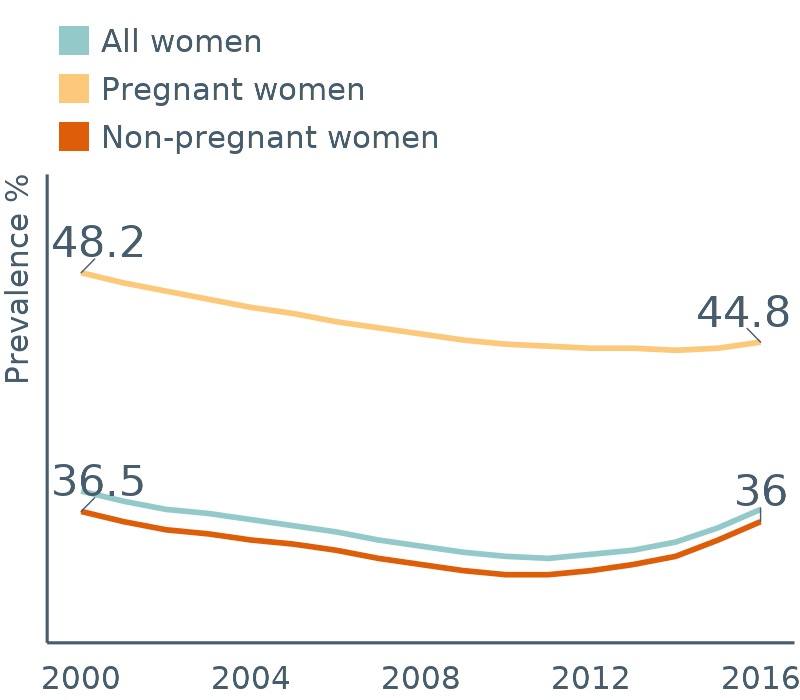 All women
Pregnant women
Non-pregnant women
Prevalence %
48.2
44.8
36.5
36
2000 2004 2008 2012 2016